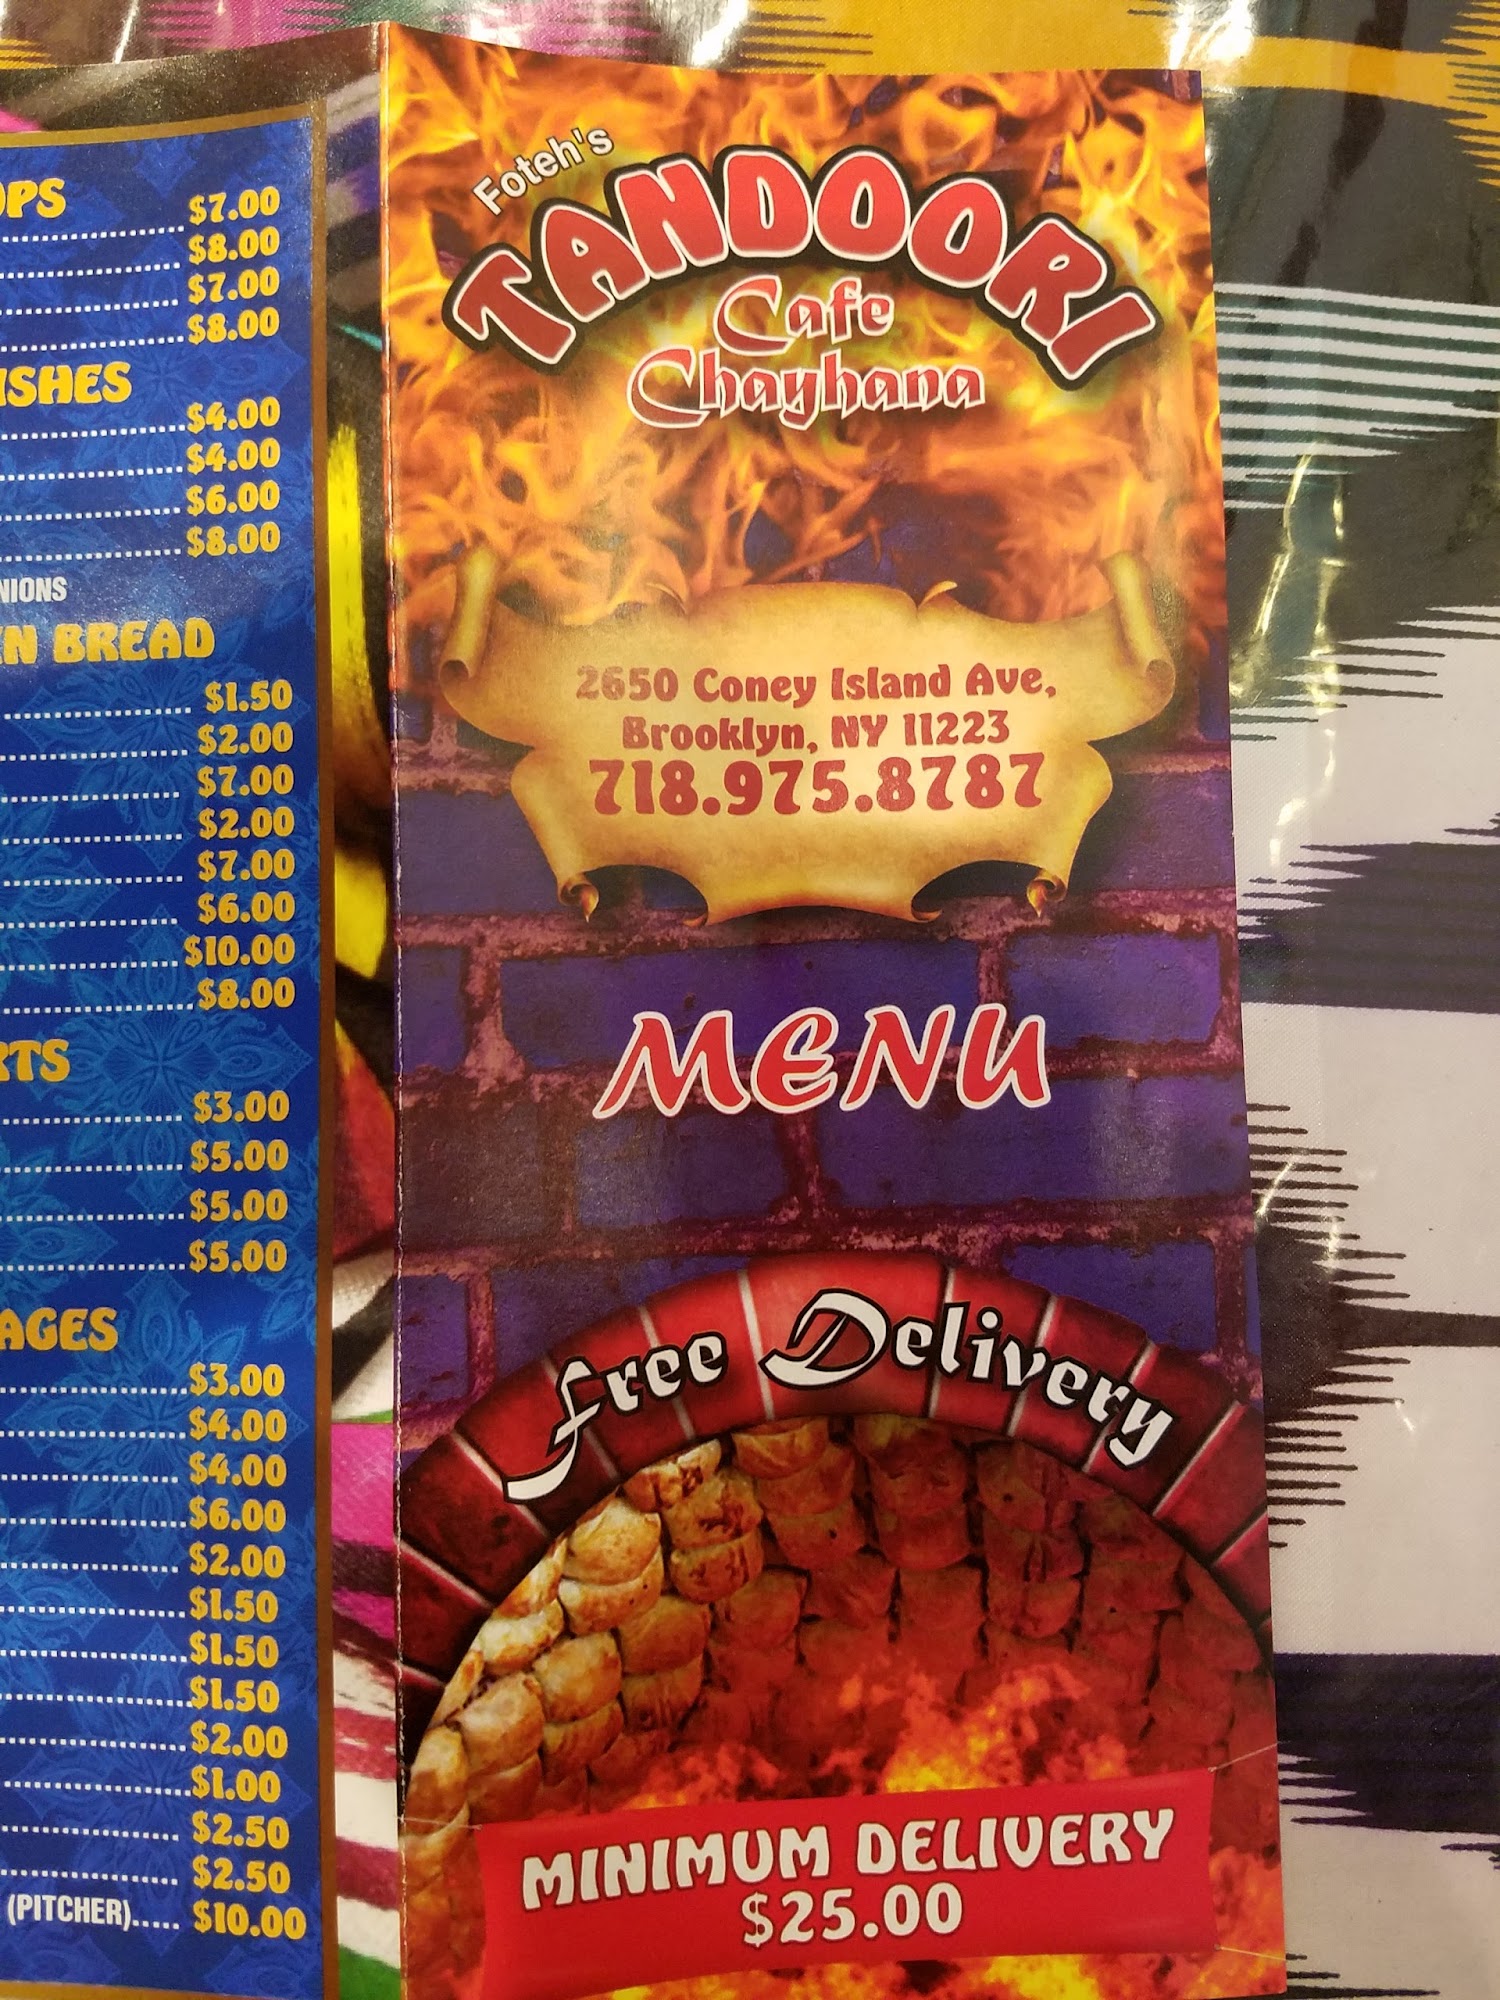 OPS
$7.00
$8.00
$7.00
$8.00
ISHES
$4.00
$4.00
$6.00
$8.00
NIONS
EN BREAD
$1.50
$2.00
$7.00
$2.00
$7.00
$6.00
$10.00
$8.00
RTS
$3.00
$5.00
$5.00
$5.00
AGES
$3.00
$4.00
$4.00
$6.00
$2.00
$1.50
$1.50
$1.50
$2.00
$1.00
$2.50
$2.50
(PITCHER)..... $10.00
Foteh's
TANDOORI
Cafe
Chayhana
2650 Coney Island Ave,
Brooklyn, NY 11223
718.975.8787
MENU
Free Delivery
MINIMUM DELIVERY
$25.00